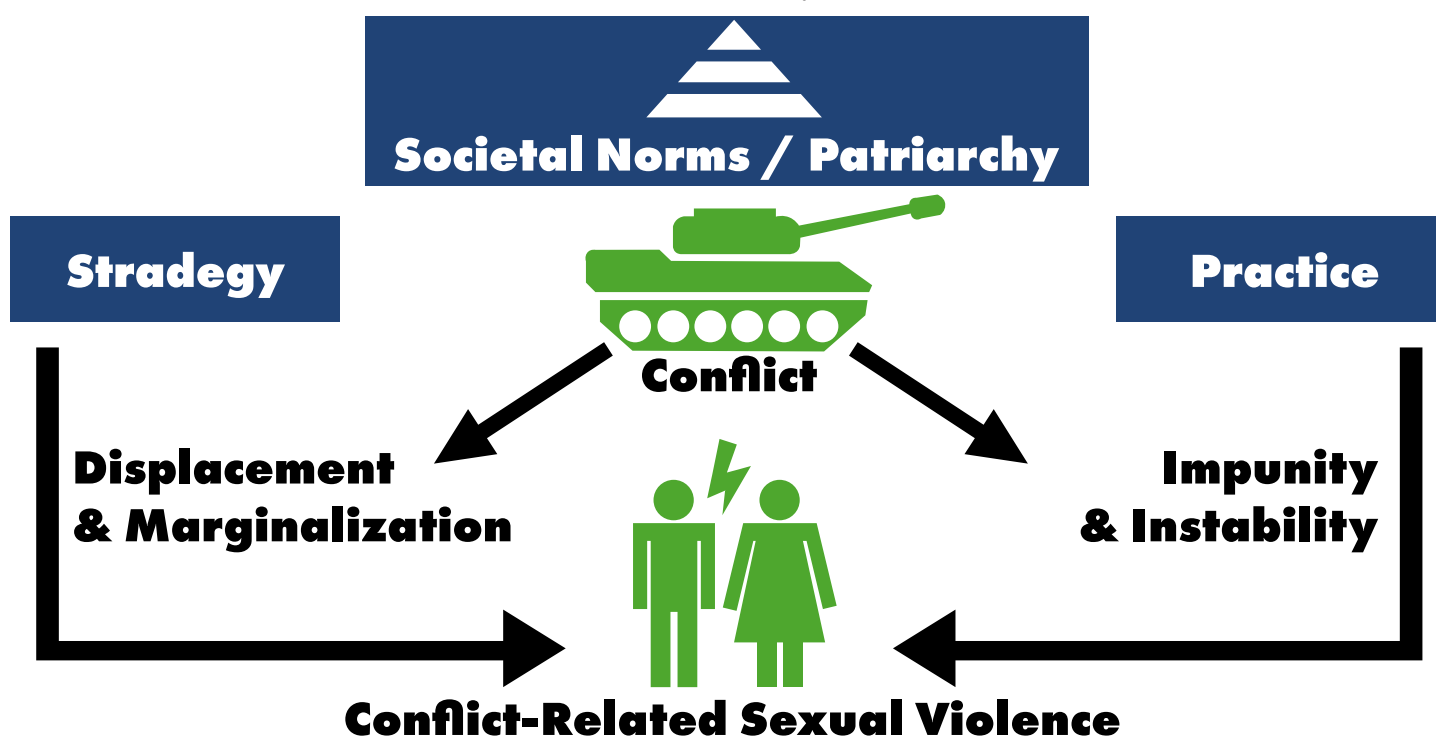 Societal Norms / Patriarchy
Stradegy
Practice
Conflict
Displacement
& Marginalization
Impunity
& Instability
Conflict-Related Sexual Violence